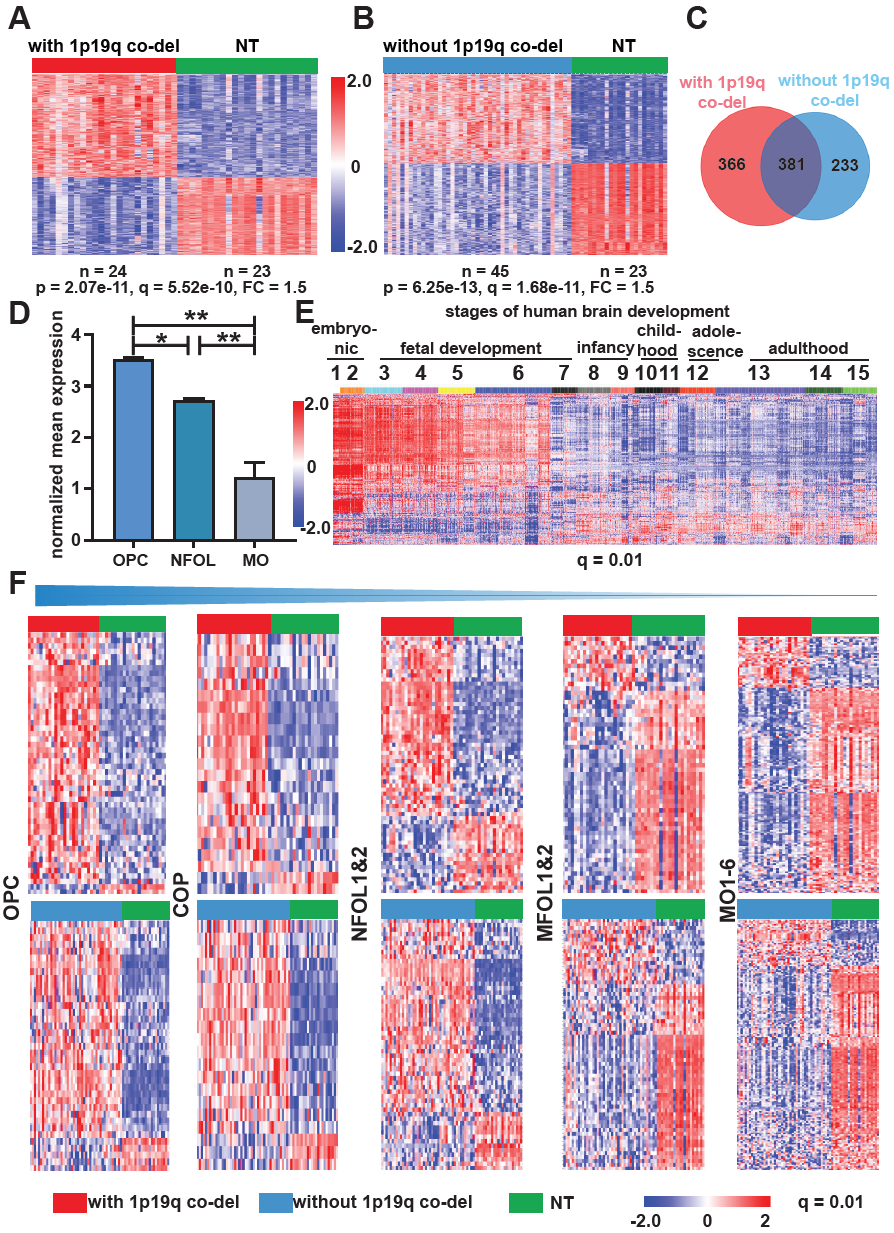 A
with 1p19q co-del NT
n = 24 n = 23
p = 2.07e-11, q = 5.52e-10, FC = 1.5
2.0
0
-2.0
B
without 1p19q co-del NT
n = 45 n = 23
p = 6.25e-13, q = 1.68e-11, FC = 1.5
C
with 1p19q
co-del
without 1p19q
co-del
366 381 233
D
normalized mean expression
4
3
2
1
0
**
* **
OPC NFOL MO
E
stages of human brain development
embryo-
nic
fetal development
infancy
child-
hood
adole-
scence
adulthood
1 2 3 4 5 6 7 8 9 10 11 12 13 14 15
2.0
0
-2.0
q = 0.01
F
OPC
COP
NFOL1&2
MFOL1&2
MO1-6
with 1p19q co-del
without 1p19q co-del
NT
-2.0 0 2
q = 0.01